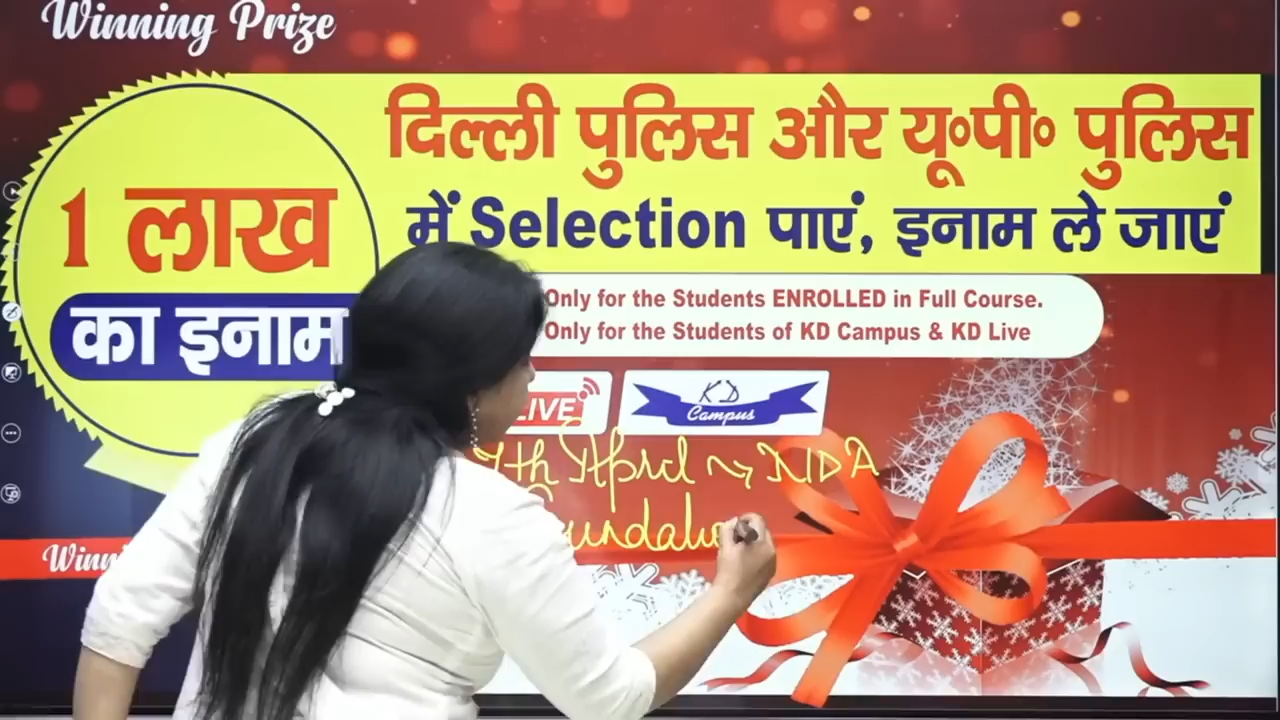 Winning Prize
1 लाख
का इनाम
दिल्ली पुलिस और यू॰पी॰ पुलिस
में Selection पाएं, इनाम ले जाएं
Only for the Students ENROLLED in Full Course.
Only for the Students of KD Campus & KD Live
LIVE
KD
Campus
7th April ↝ NDA